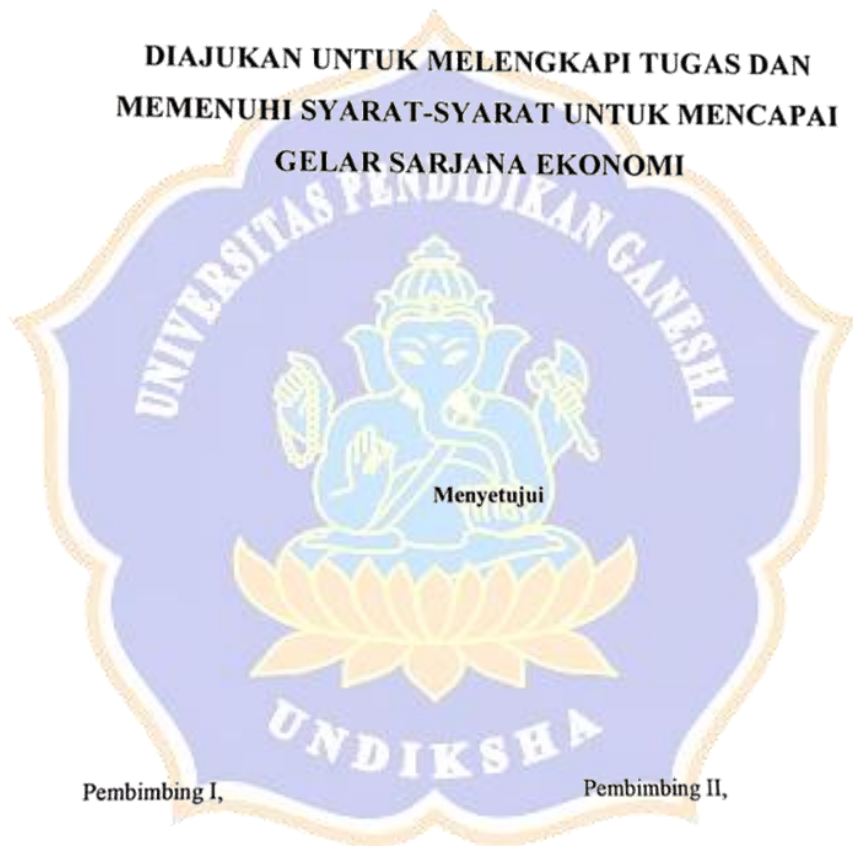 DIAJUKAN UNTUK MELENGKAPI TUGAS DAN
MEMENUHI SYARAT-SYARAT UNTUK MENCAPAI
GELAR SARJANA EKONOMI
UNIVERSITAS PENDIDIKAN GANESHA
Menyetujui
UNDIKSHA
Pembimbing I,
Pembimbing II,